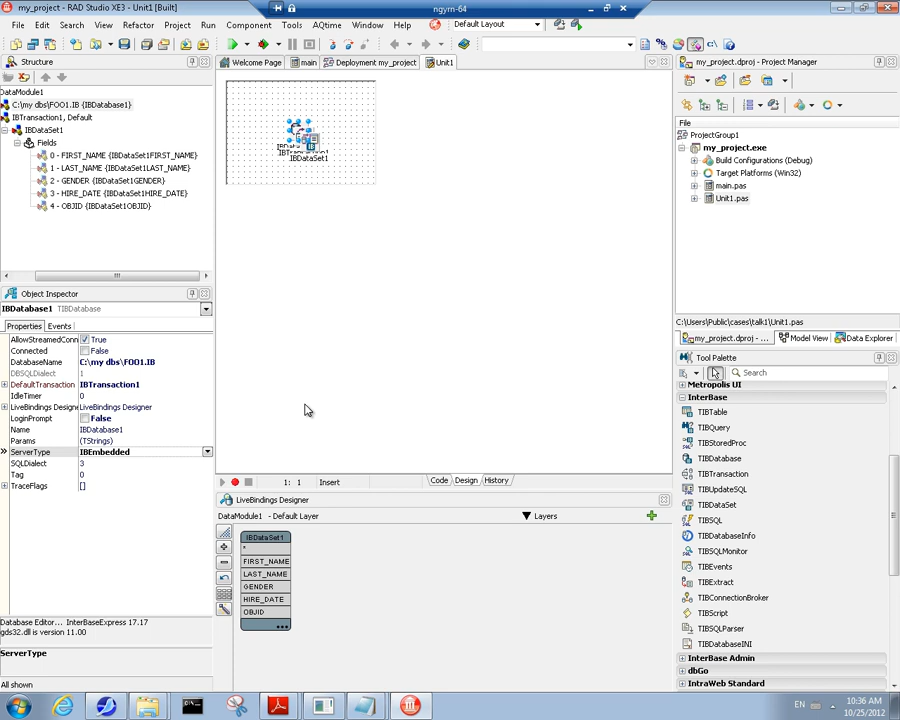 my_project - RAD Studio XE3 - Unit1 [Built]
ngyrn-64
File Edit Search View Refactor Project Run Component Tools AQtime Window Help
Default Layout
Structure
DataModule1
C:\my dbs\FOO1.IB {IBDatabase1}
IBTransaction1, Default
IBDataSet1
Fields
0 - FIRST_NAME {IBDataSet1FIRST_NAME}
1 - LAST_NAME {IBDataSet1LAST_NAME}
2 - GENDER {IBDataSet1GENDER}
3 - HIRE_DATE {IBDataSet1HIRE_DATE}
4 - OBJID {IBDataSet1OBJID}
Object Inspector
IBDatabase1 TIBDatabase
Properties Events
AllowStreamedConn True
Connected False
DatabaseName C:\my dbs\FOO1.IB
DBSQLDialect 1
DefaultTransaction IBTransaction1
IdleTimer 0
LiveBindings Designe LiveBindings Designer
LoginPrompt False
Name IBDatabase1
Params (TStrings)
ServerType IBEmbedded
SQLDialect 3
Tag 0
TraceFlags []
Database Editor... InterBaseExpress 17.17
gds32.dll is version 11.00
ServerType
All shown
Welcome Page main Deployment my_project Unit1
IBDataSet1
1: 1 Insert
Code Design History
LiveBindings Designer
DataModule1 - Default Layer
Layers
IBDataSet1
*
FIRST_NAME
LAST_NAME
GENDER
HIRE_DATE
OBJID
my_project.dproj - Project Manager
File
ProjectGroup1
my_project.exe
Build Configurations (Debug)
Target Platforms (Win32)
main.pas
Unit1.pas
C:\Users\Public\cases\talk1\Unit1.pas
my_project.dproj - ... Model View Data Explorer
Tool Palette
Search
Metropolis UI
InterBase
TIBTable
TIBQuery
TIBStoredProc
TIBDatabase
TIBTransaction
TIBUpdateSQL
TIBDataSet
TIBSQL
TIBDatabaseInfo
TIBSQLMonitor
TIBEvents
TIBExtract
TIBConnectionBroker
TIBScript
TIBSQLParser
TIBDatabaseINI
InterBase Admin
dbGo
IntraWeb Standard
EN
10:36 AM
10/25/2012